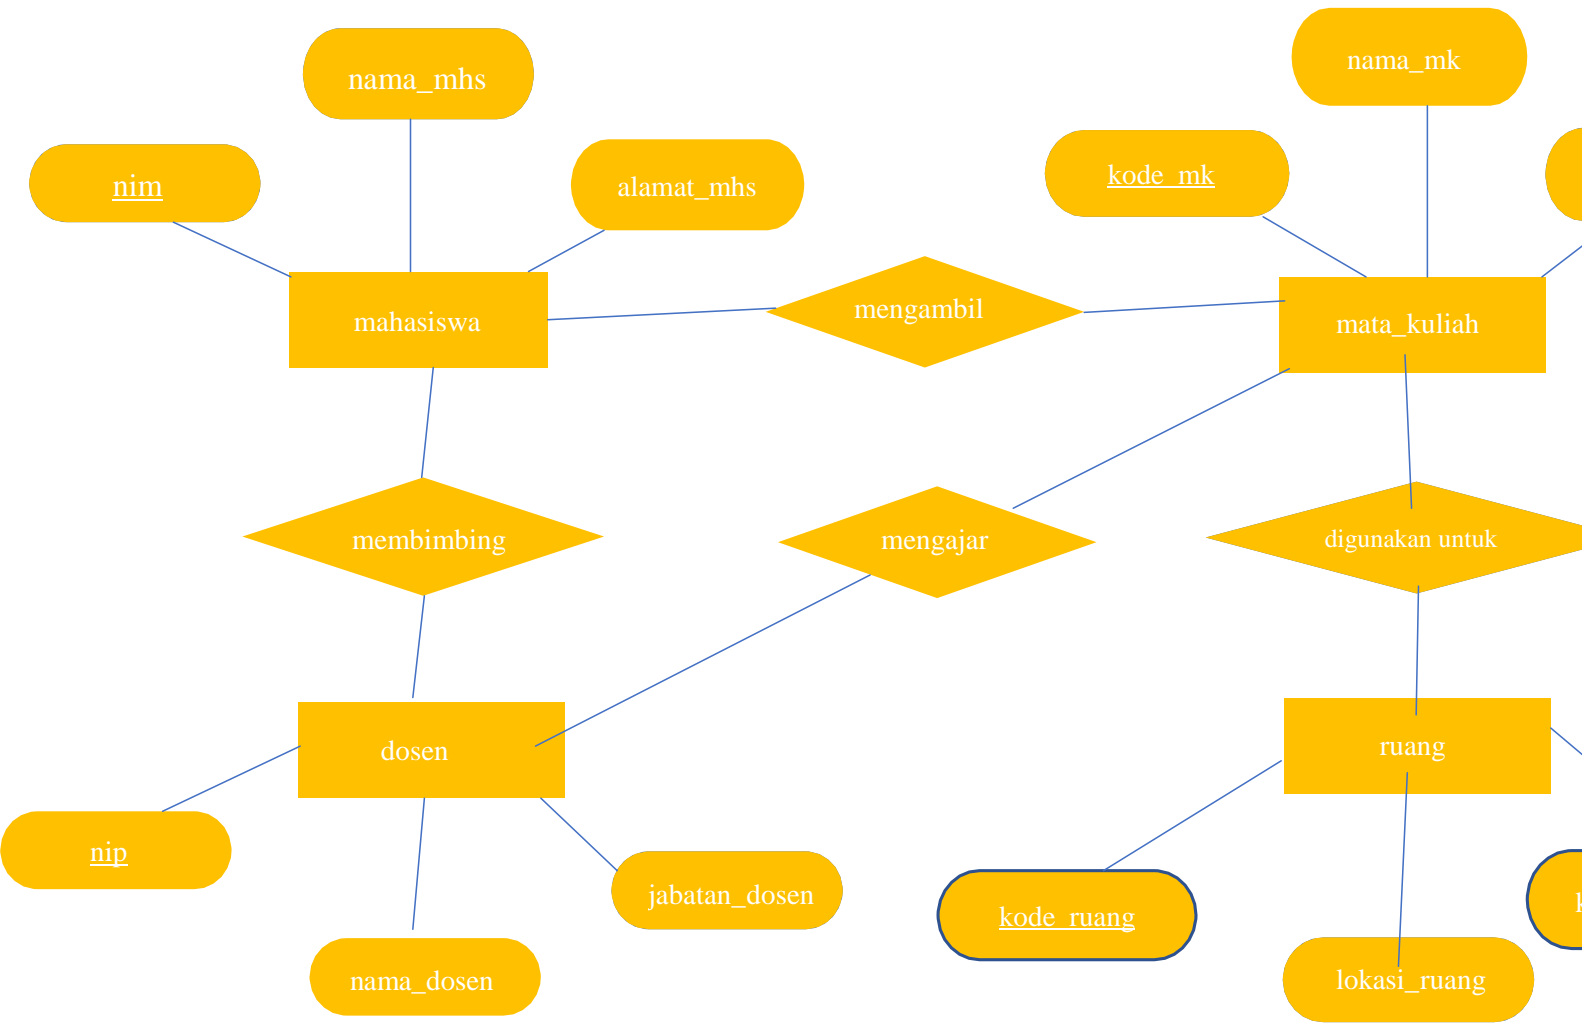 nama_mhs
nama_mk
nim
alamat_mhs
kode_mk
mahasiswa
mengambil
mata_kuliah
membimbing
mengajar
digunakan untuk
dosen
ruang
nip
jabatan_dosen
kode_ruang
nama_dosen
lokasi_ruang